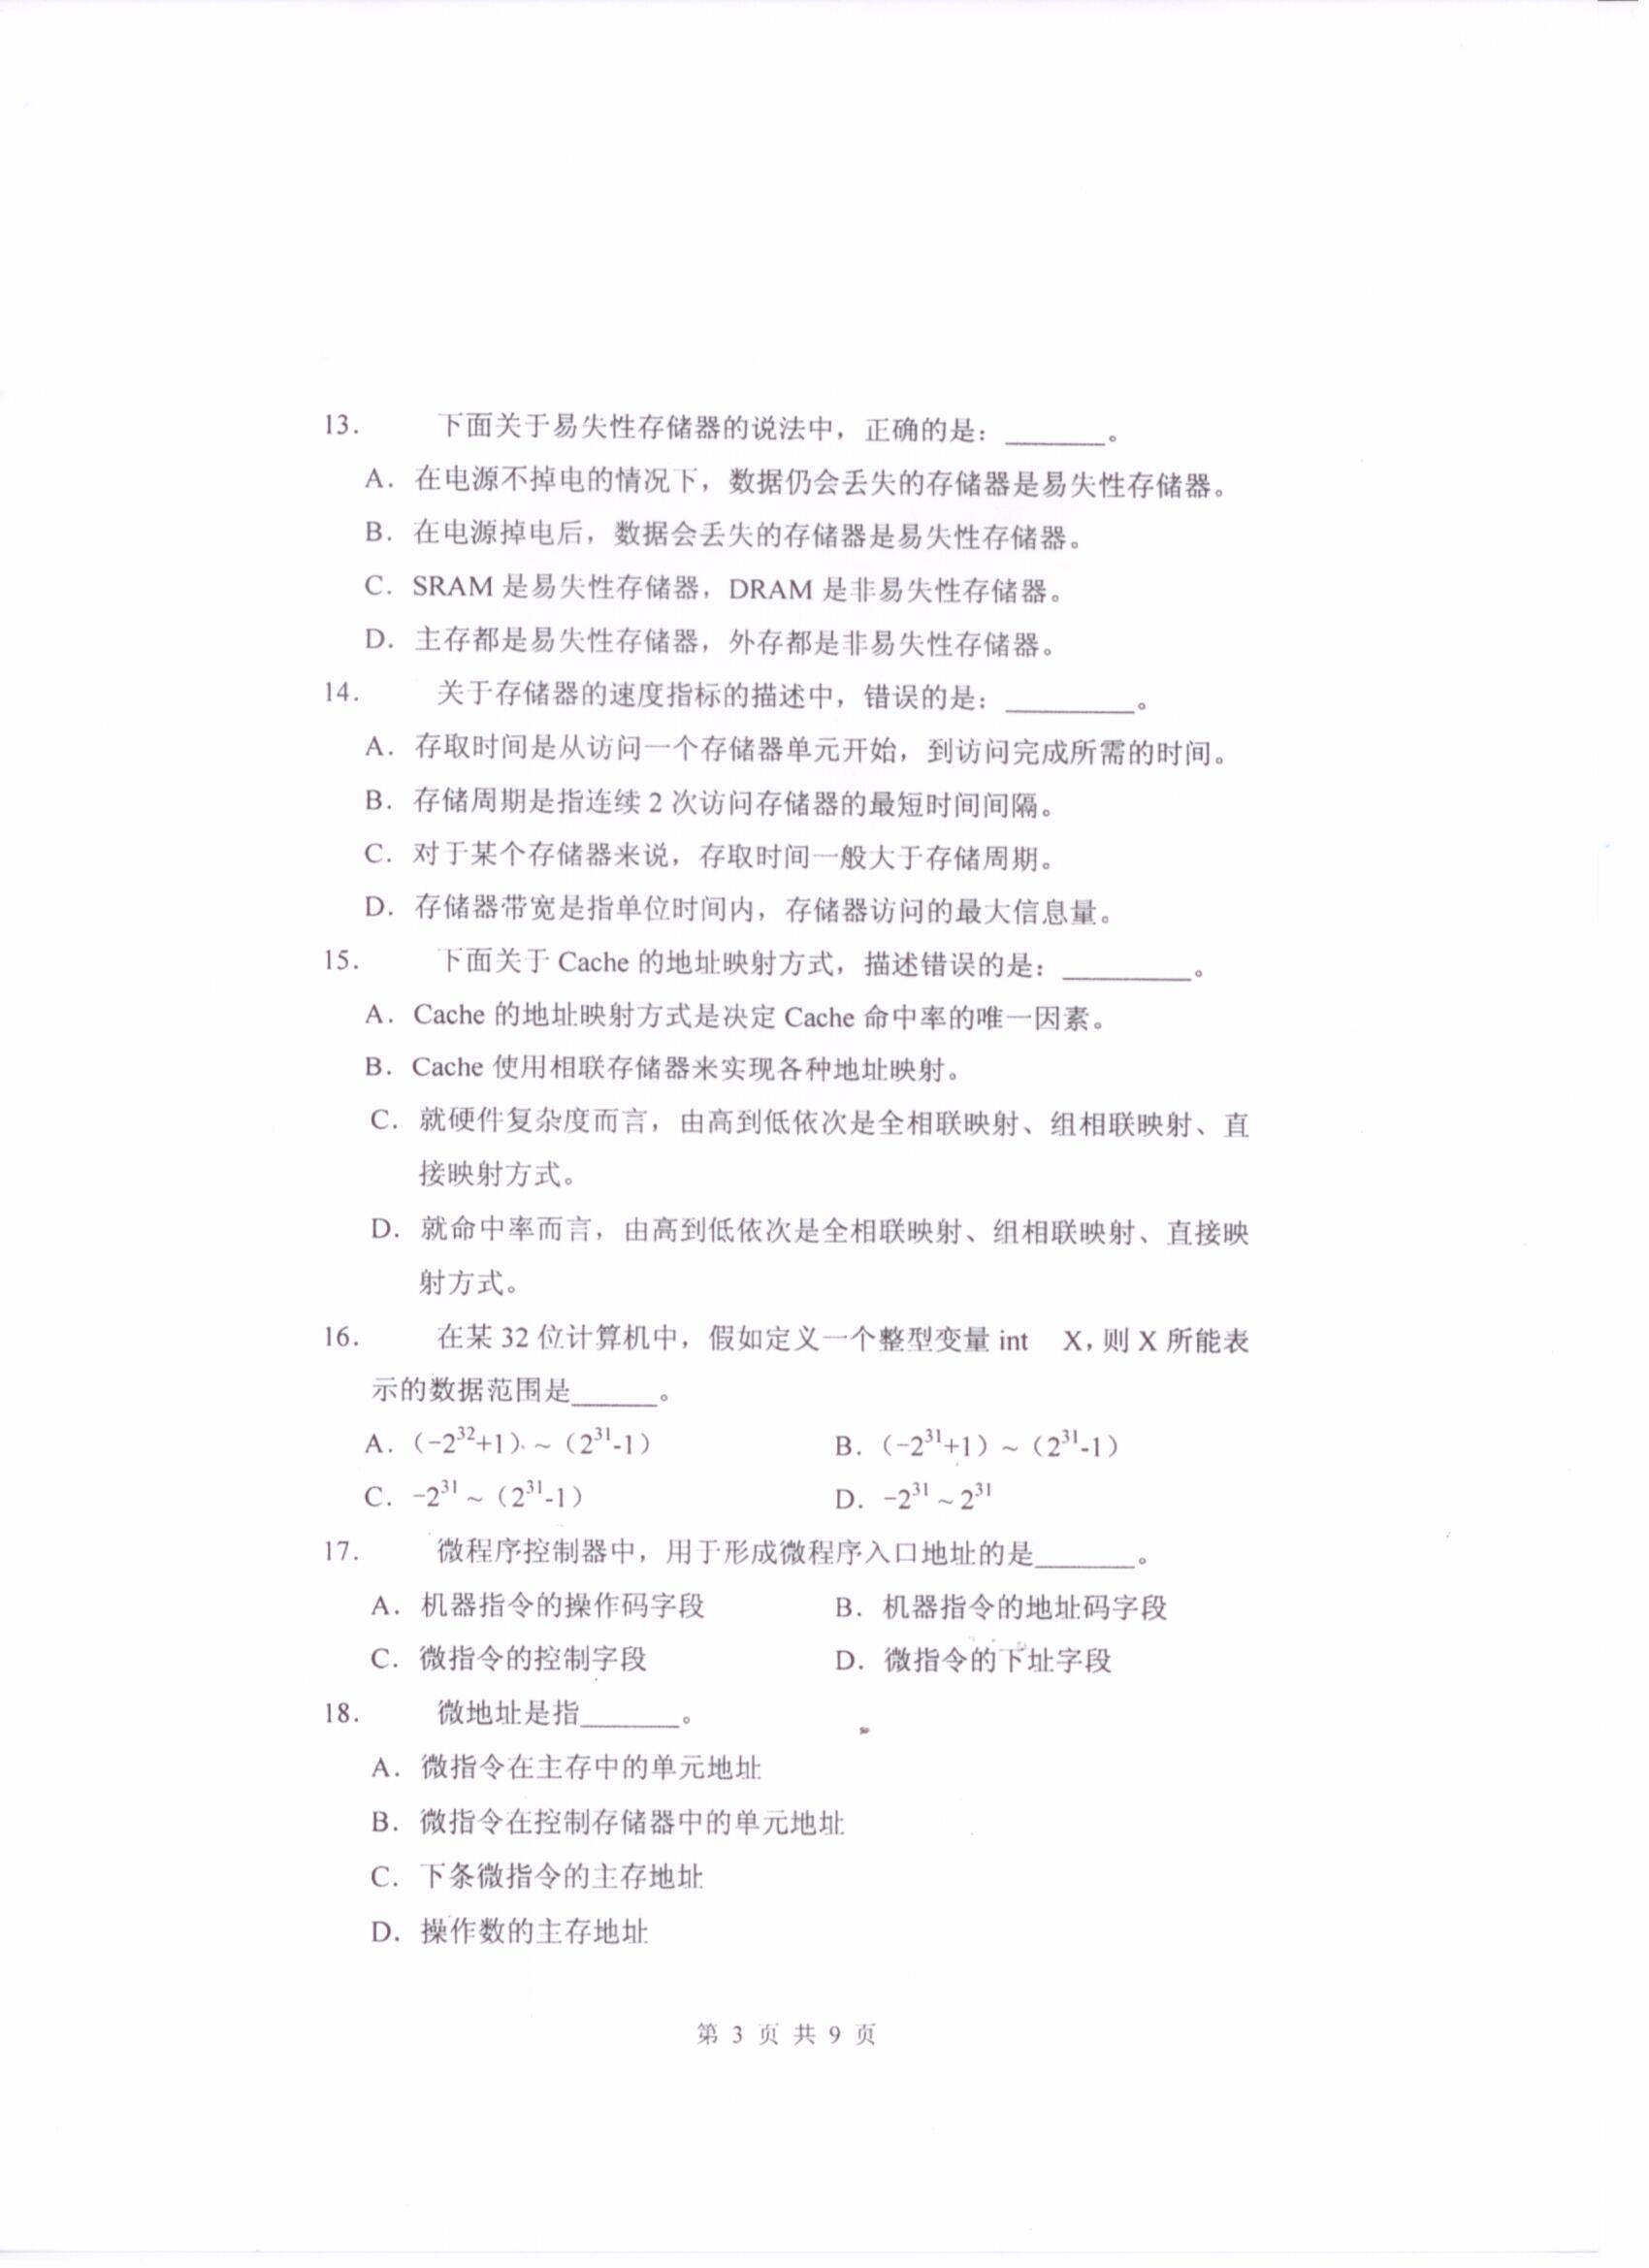 13. 下面关于易失性存储器的说法中，正确的是：_______。
A．在电源不掉电的情况下，数据仍会丢失的存储器是易失性存储器。
B．在电源掉电后，数据会丢失的存储器是易失性存储器。
C．SRAM 是易失性存储器，DRAM 是非易失性存储器。
D．主存都是易失性存储器，外存都是非易失性存储器。
14. 关于存储器的速度指标的描述中，错误的是：_________。
A．存取时间是从访问一个存储器单元开始，到访问完成所需的时间。
B．存储周期是指连续 2 次访问存储器的最短时间间隔。
C．对于某个存储器来说，存取时间一般大于存储周期。
D．存储器带宽是指单位时间内，存储器访问的最大信息量。
15. 下面关于 Cache 的地址映射方式，描述错误的是：_________。
A．Cache 的地址映射方式是决定 Cache 命中率的唯一因素。
B．Cache 使用相联存储器来实现各种地址映射。
C．就硬件复杂度而言，由高到低依次是全相联映射、组相联映射、直
接映射方式。
D．就命中率而言，由高到低依次是全相联映射、组相联映射、直接映
射方式。
16. 在某 32 位计算机中，假如定义一个整型变量 int X，则 X 所能表
示的数据范围是______。
A．（-2^32+1）~（2^31-1） B．（-2^31+1）~（2^31-1）
C．-2^31 ~（2^31-1） D．-2^31 ~ 2^31
17. 微程序控制器中，用于形成微程序入口地址的是_______。
A．机器指令的操作码字段 B．机器指令的地址码字段
C．微指令的控制字段 D．微指令的下址字段
18. 微地址是指_______。
A．微指令在主存中的单元地址
B．微指令在控制存储器中的单元地址
C．下条微指令的主存地址
D．操作数的主存地址
第 3 页 共 9 页